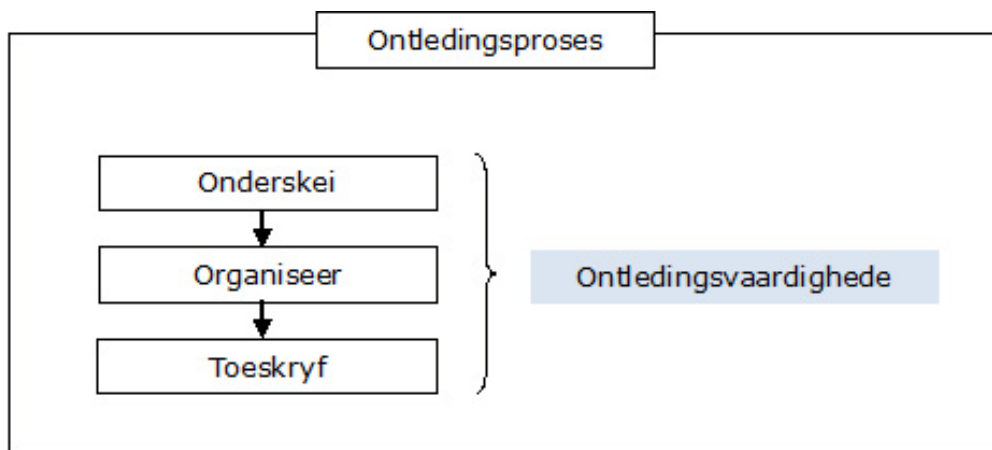 Ontledingsproses
Onderskei
Organiseer
Toeskryf
Ontledingsvaardighede